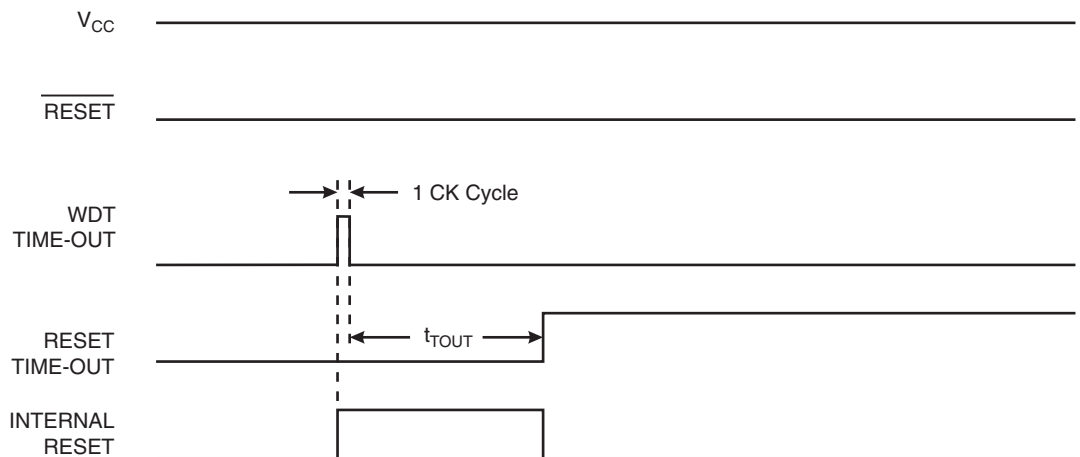 VCC
RESET
1 CK Cycle
WDT
TIME-OUT
RESET
TIME-OUT
tTOUT
INTERNAL
RESET